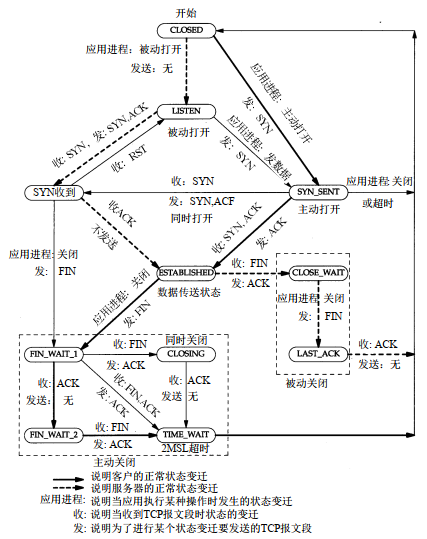 开始
CLOSED
应用进程：被动打开
发送：无
应用进程：主动打开
发：SYN
LISTEN
被动打开
收: SYN，发: SYN,ACK
收：RST
应用进程：发数据
发：SYN
SYN收到
收：SYN
发：SYN,ACF
同时打开
SYN_SENT
主动打开
应用进程:关闭
或超时
收ACK
不发送
收: SYN, ACK
发: ACK
应用进程:关闭
发：FIN
ESTABLISHED
数据传送状态
收：FIN
发: ACK
CLOSE_WAIT
应用进程：关闭
发：FIN
LAST_ACK
被动关闭
收：ACK
发送：无
应用进程：关闭
发: FIN
同时关闭
FIN_WAIT_1
收：FIN
发: ACK
CLOSING
收：ACK
发送：无
收: FIN,ACK
发: ACK
收：ACK
发送：无
FIN_WAIT_2
收：FIN
发: ACK
TIME_WAIT
2MSL超时
主动关闭
说明客户的正常状态变迁
说明服务器的正常状态变迁
应用进程: 说明当应用执行某种操作时发生的状态变迁
收: 说明当收到TCP报文段时状态的变迁
发: 说明为了进行某个状态变迁要发送的TCP报文段